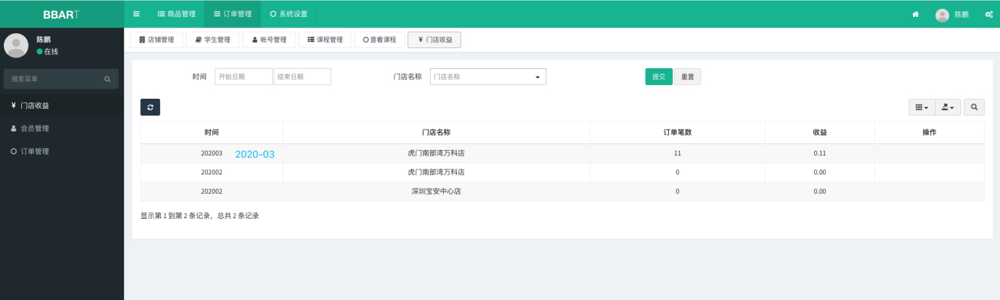 BBART 商品管理 订单管理 系统设置 陈鹏
陈鹏
在线
店铺管理 学生管理 帐号管理 课程管理 查看课程 ¥ 门店收益
搜索菜单
¥ 门店收益
会员管理
订单管理
时间 开始日期 结束日期 门店名称 门店名称 提交 重置
时间 门店名称 订单笔数 收益 操作
202003 2020-03 虎门南部湾万科店 11 0.11
202002 虎门南部湾万科店 0 0.00
202002 深圳宝安中心店 0 0.00
显示第 1 到第 2 条记录，总共 2 条记录